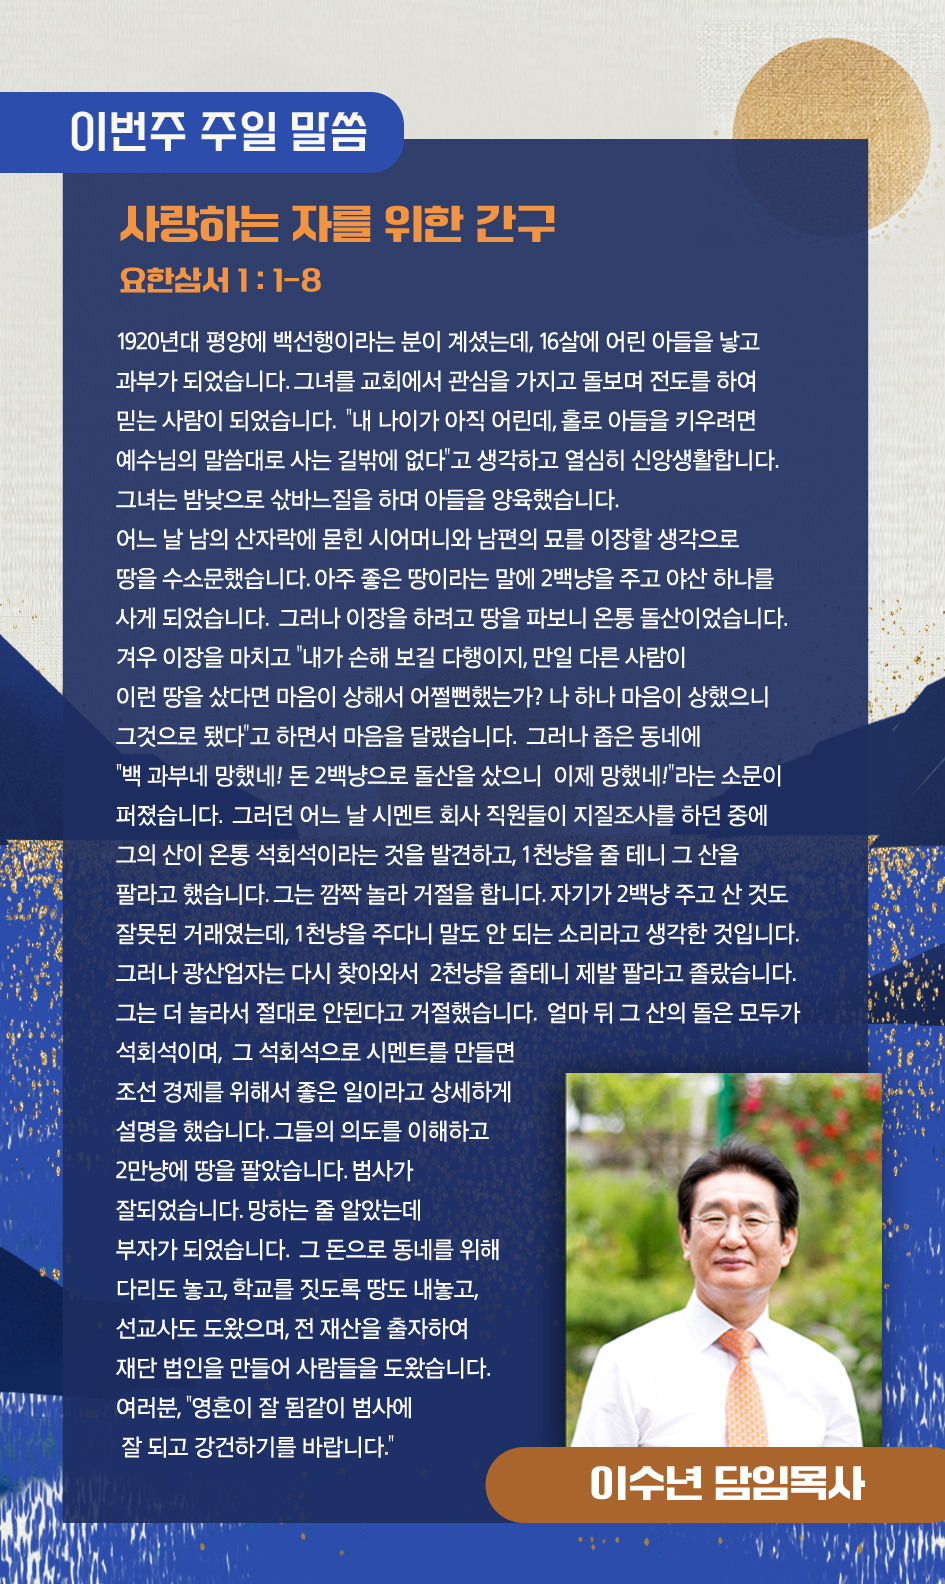 이번주 주일 말씀
사랑하는 자를 위한 간구
요한삼서 1 : 1-8
1920년대 평양에 백선행이라는 분이 계셨는데, 16살에 어린 아들을 낳고
과부가 되었습니다. 그녀를 교회에서 관심을 가지고 돌보며 전도를 하여
믿는 사람이 되었습니다. "내 나이가 아직 어린데, 홀로 아들을 키우려면
예수님의 말씀대로 사는 길밖에 없다"고 생각하고 열심히 신앙생활합니다.
그녀는 밤낮으로 삯바느질을 하며 아들을 양육했습니다.
어느 날 남의 산자락에 묻힌 시어머니와 남편의 묘를 이장할 생각으로
땅을 수소문했습니다. 아주 좋은 땅이라는 말에 2백냥을 주고 야산 하나를
사게 되었습니다. 그러나 이장을 하려고 땅을 파보니 온통 돌산이었습니다.
겨우 이장을 마치고 "내가 손해 보길 다행이지, 만일 다른 사람이
이런 땅을 샀다면 마음이 상해서 어쩔뻔했는가? 나 하나 마음이 상했으니
그것으로 됐다"고 하면서 마음을 달랬습니다. 그러나 좁은 동네에
"백 과부네 망했네! 돈 2백냥으로 돌산을 샀으니 이제 망했네!"라는 소문이
퍼졌습니다. 그러던 어느 날 시멘트 회사 직원들이 지질조사를 하던 중에
그의 산이 온통 석회석이라는 것을 발견하고, 1천냥을 줄 테니 그 산을
팔라고 했습니다. 그는 깜짝 놀라 거절을 합니다. 자기가 2백냥 주고 산 것도
잘못된 거래였는데, 1천냥을 주다니 말도 안 되는 소리라고 생각한 것입니다.
그러나 광산업자는 다시 찾아와서 2천냥을 줄테니 제발 팔라고 졸랐습니다.
그는 더 놀라서 절대로 안된다고 거절했습니다. 얼마 뒤 그 산의 돌은 모두가
석회석이며, 그 석회석으로 시멘트를 만들면
조선 경제를 위해서 좋은 일이라고 상세하게
설명을 했습니다. 그들의 의도를 이해하고
2만냥에 땅을 팔았습니다. 범사가
잘되었습니다. 망하는 줄 알았는데
부자가 되었습니다. 그 돈으로 동네를 위해
다리도 놓고, 학교를 짓도록 땅도 내놓고,
선교사도 도왔으며, 전 재산을 출자하여
재단 법인을 만들어 사람들을 도왔습니다.
여러분, "영혼이 잘 됨같이 범사에
잘 되고 강건하기를 바랍니다."
이수년 담임목사